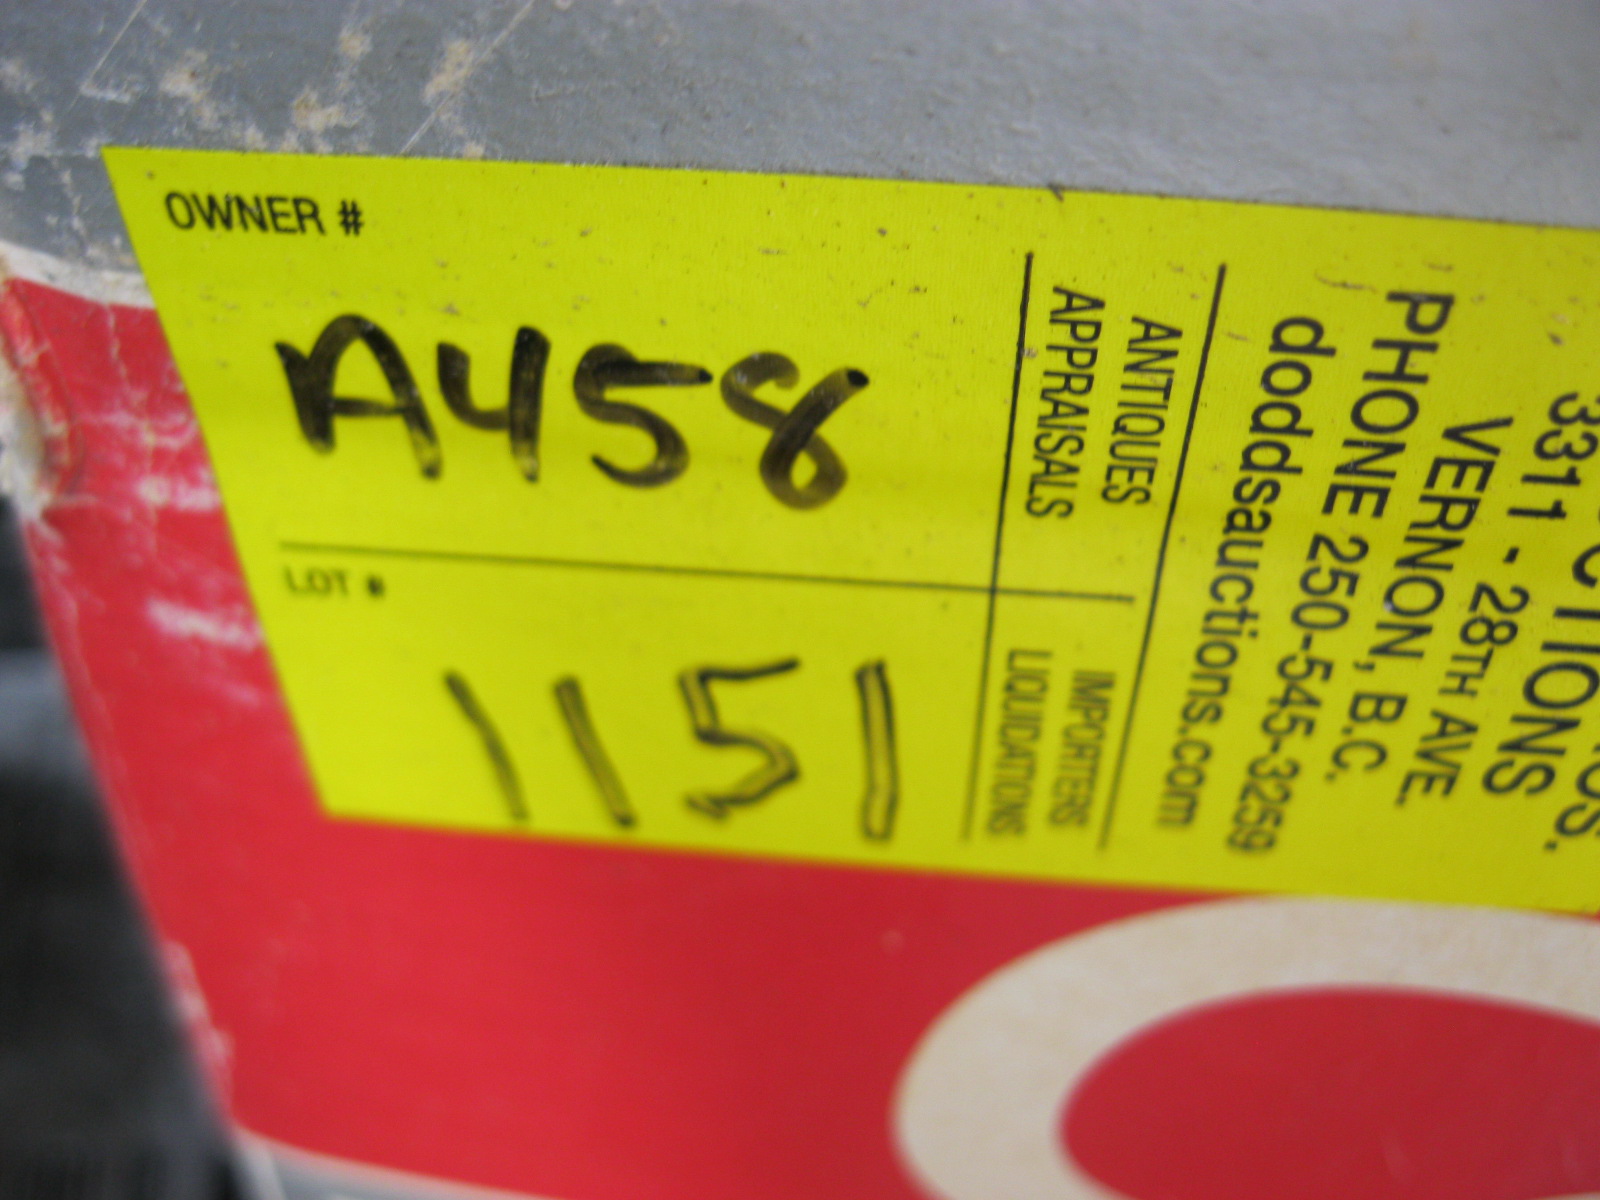 OWNER #
A458
LOT #
1151
ANTIQUES
APPRAISALS
IMPORTERS
LIQUIDATIONS
3311 - 28TH AVE.
VERNON, B.C.
PHONE 250-545-3259
doddsauctions.com